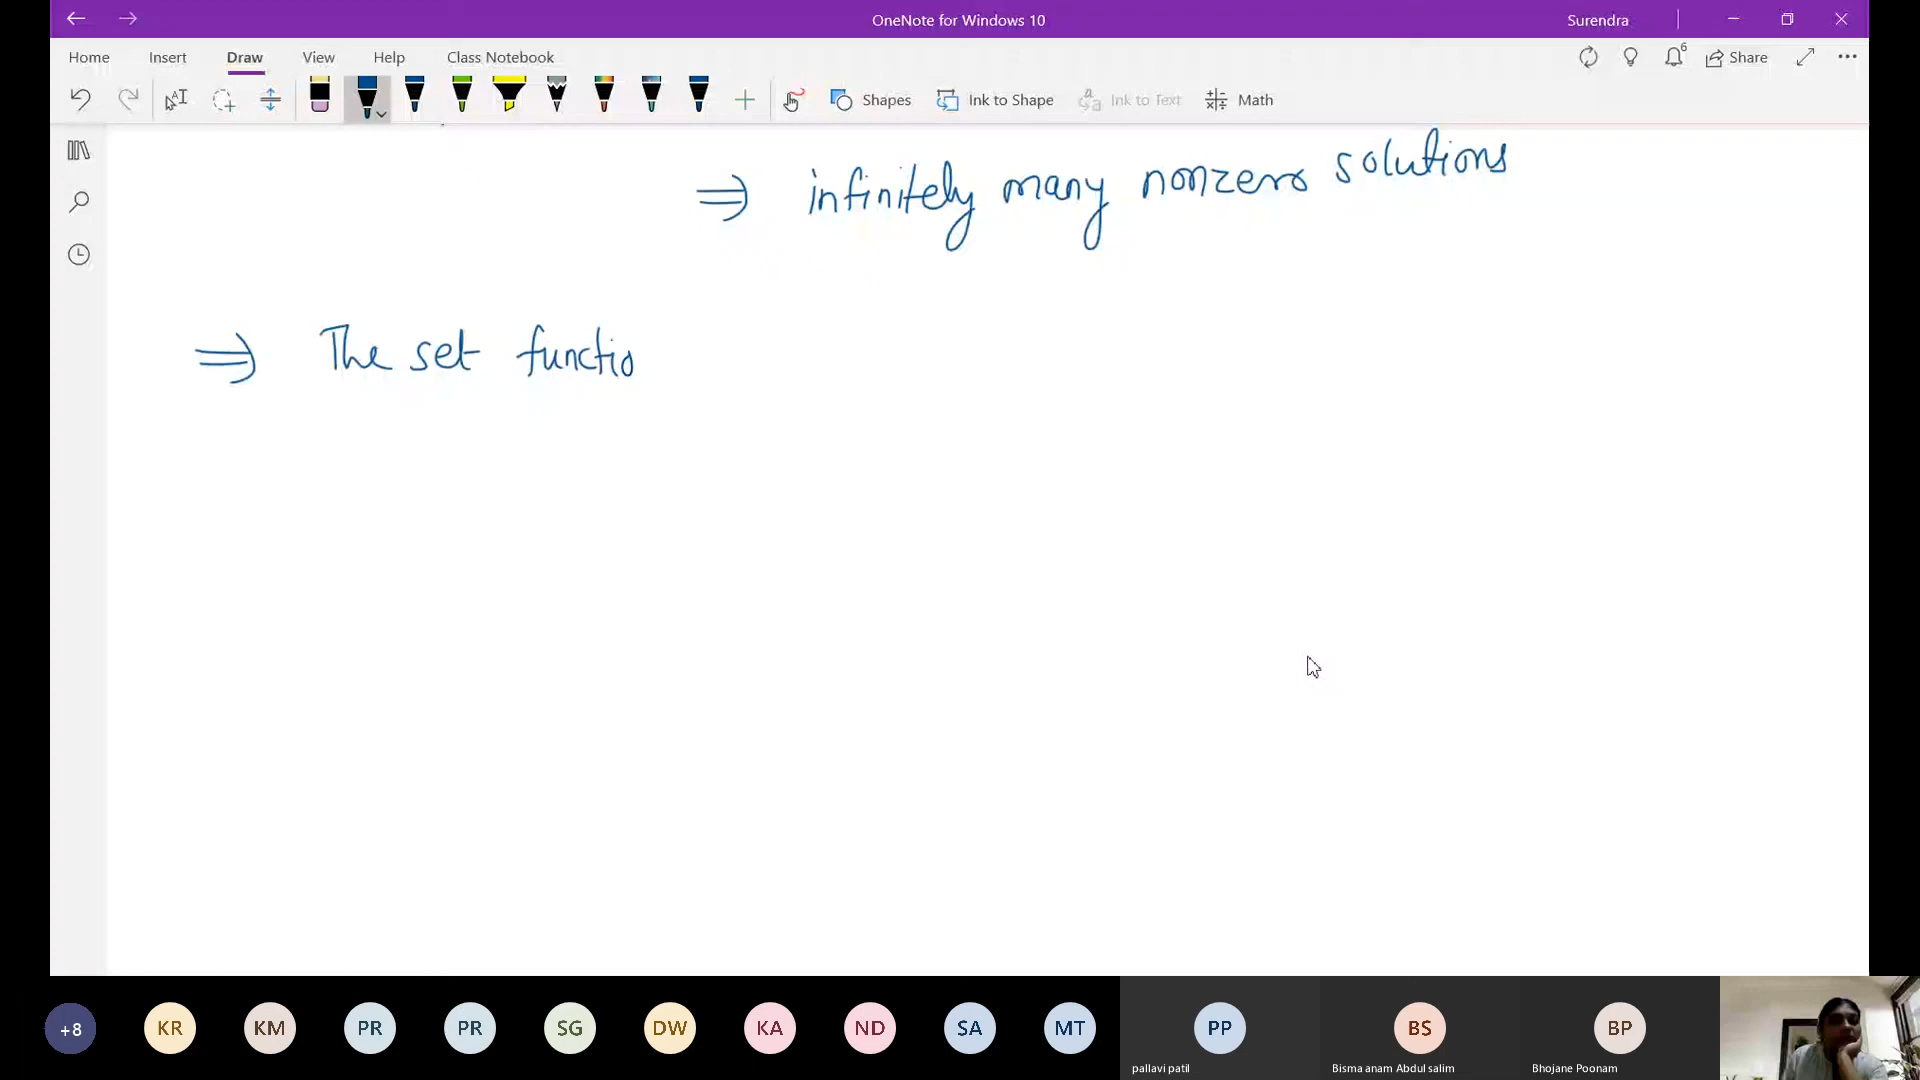 OneNote for Windows 10
Surendra
Home Insert Draw View Help Class Notebook
6
Share
Shapes
Ink to Shape
Ink to Text
Math
⇒ infinitely many nonzero solutions
⇒ The set functio
+8 KR KM PR PR SG DW KA ND SA MT PP BS BP
pallavi patil
Bisma anam Abdul salim
Bhojane Poonam